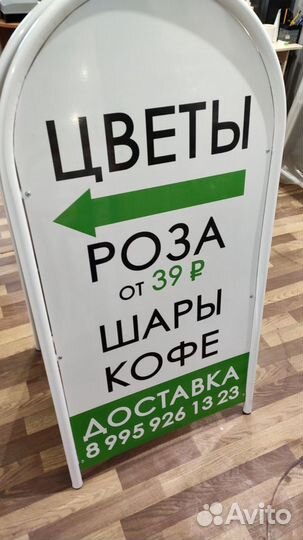 ЦВЕТЫ
РОЗА
от 39 ₽
ШАРЫ
КОФЕ
ДОСТАВКА
8 995 926 13 23
Avito